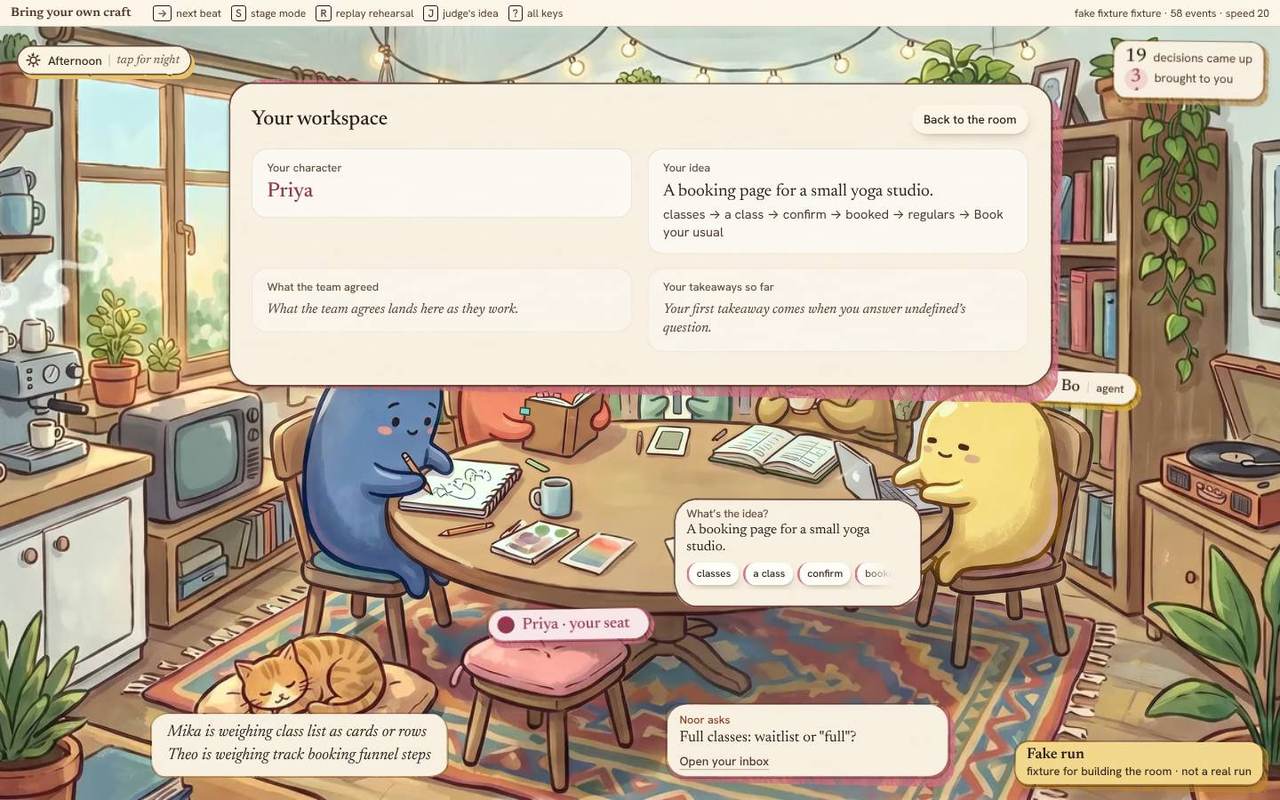 Bring your own craft
→ next beat S stage mode R replay rehearsal J judge's idea ? all keys
fake fixture fixture · 58 events · speed 20
Afternoon | tap for night
19 decisions came up
3 brought to you
Your workspace
Back to the room
Your character
Priya
Your idea
A booking page for a small yoga studio.
classes → a class → confirm → booked → regulars → Book
your usual
What the team agreed
What the team agrees lands here as they work.
Your takeaways so far
Your first takeaway comes when you answer undefined's
question.
Bo | agent
What's the idea?
A booking page for a small yoga
studio.
classes a class confirm
Priya · your seat
Mika is weighing class list as cards or rows
Theo is weighing track booking funnel steps
Noor asks
Full classes: waitlist or "full"?
Open your inbox
Fake run
fixture for building the room · not a real run